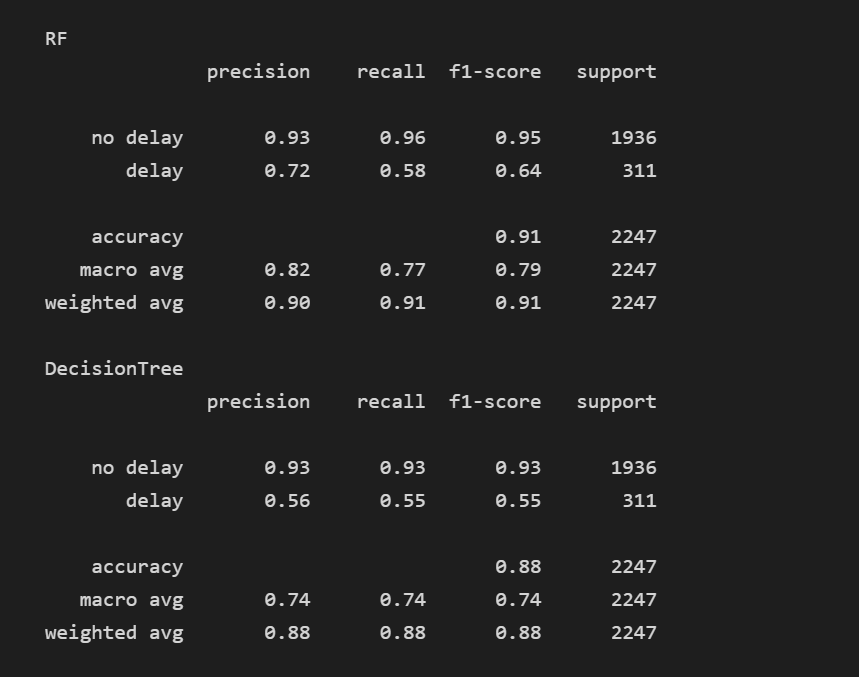 RF
precision recall f1-score support
no delay 0.93 0.96 0.95 1936
delay 0.72 0.58 0.64 311
accuracy 0.91 2247
macro avg 0.82 0.77 0.79 2247
weighted avg 0.90 0.91 0.91 2247
DecisionTree
precision recall f1-score support
no delay 0.93 0.93 0.93 1936
delay 0.56 0.55 0.55 311
accuracy 0.88 2247
macro avg 0.74 0.74 0.74 2247
weighted avg 0.88 0.88 0.88 2247